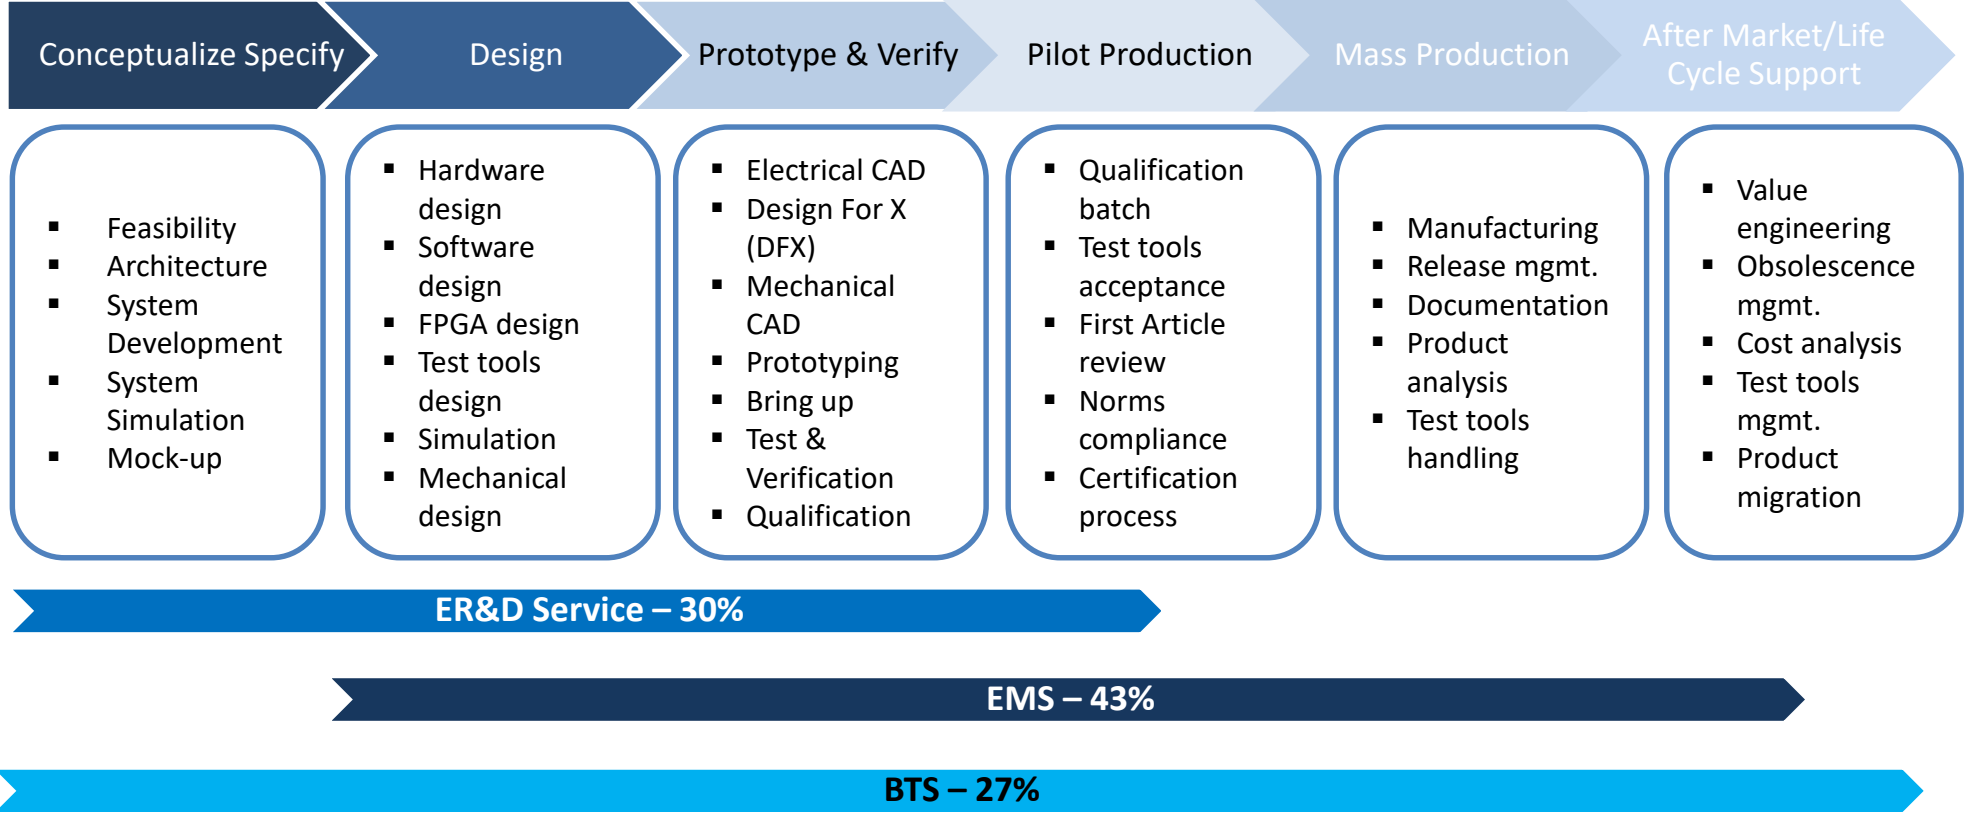 Conceptualize Specify
Design
Prototype & Verify
Pilot Production
Mass Production
After Market/Life
Cycle Support
▪ Feasibility
▪ Architecture
▪ System
Development
▪ System
Simulation
▪ Mock-up
▪ Hardware
design
▪ Software
design
▪ FPGA design
▪ Test tools
design
▪ Simulation
▪ Mechanical
design
▪ Electrical CAD
▪ Design For X
(DFX)
▪ Mechanical
CAD
▪ Prototyping
▪ Bring up
▪ Test &
Verification
▪ Qualification
▪ Qualification
batch
▪ Test tools
acceptance
▪ First Article
review
▪ Norms
compliance
▪ Certification
process
▪ Manufacturing
▪ Release mgmt.
▪ Documentation
▪ Product
analysis
▪ Test tools
handling
▪ Value
engineering
▪ Obsolescence
mgmt.
▪ Cost analysis
▪ Test tools
mgmt.
▪ Product
migration
ER&D Service – 30%
EMS – 43%
BTS – 27%